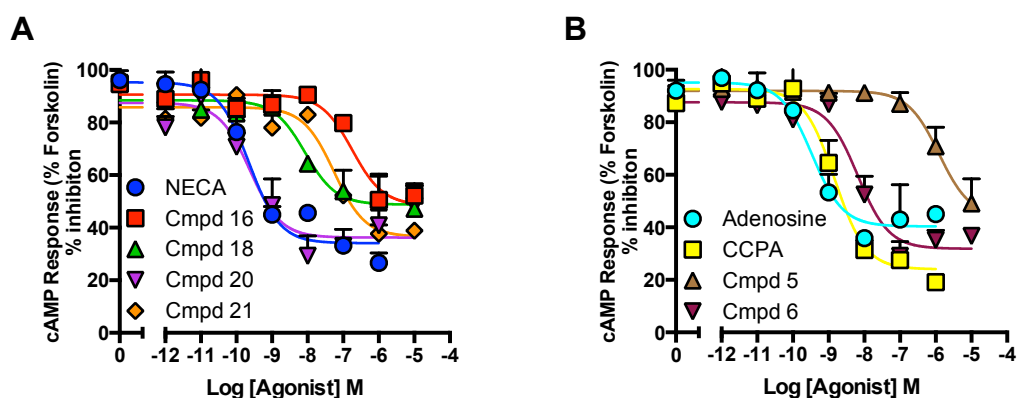 A
cAMP Response (% Forskolin)
% inhibiton
100
80
60
40
20
0
NECA
Cmpd 16
Cmpd 18
Cmpd 20
Cmpd 21
0 -12 -11 -10 -9 -8 -7 -6 -5 -4
Log [Agonist] M
B
cAMP Response (% Forskolin)
% inhibiton
100
80
60
40
20
0
Adenosine
CCPA
Cmpd 5
Cmpd 6
0 -12 -11 -10 -9 -8 -7 -6 -5 -4
Log [Agonist] M